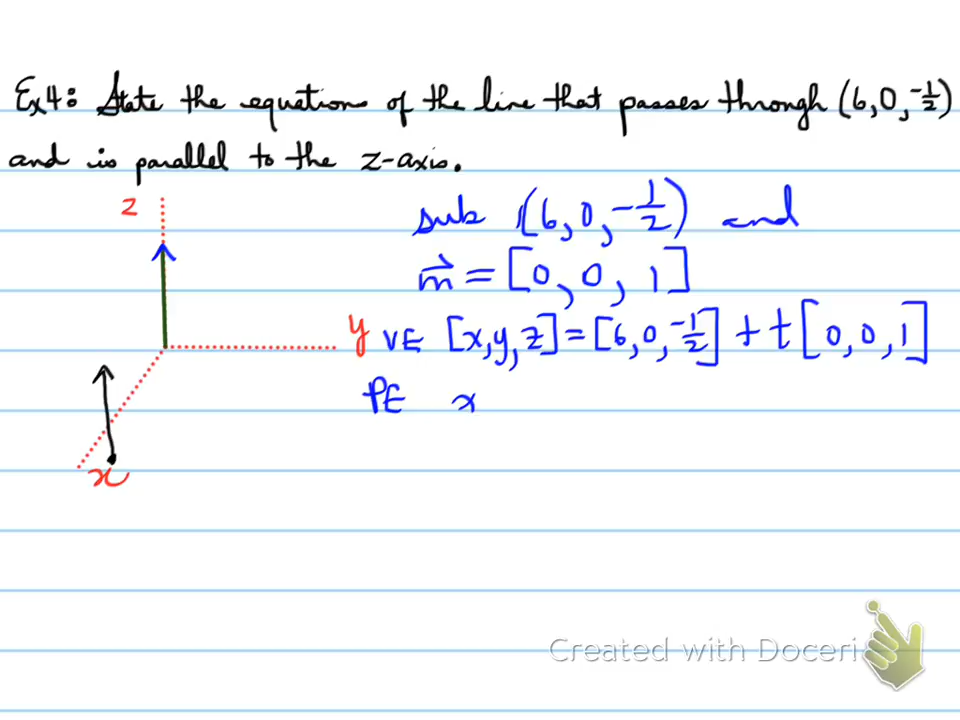 Ex4: State the equations of the line that passes through (6, 0, -1/2)
and is parallel to the z-axis.
z
sub (6, 0, -1/2) and
m⃗ = [0, 0, 1]
y
VE [x, y, z] = [6, 0, -1/2] + t[0, 0, 1]
PE x
x
Created with Doceri